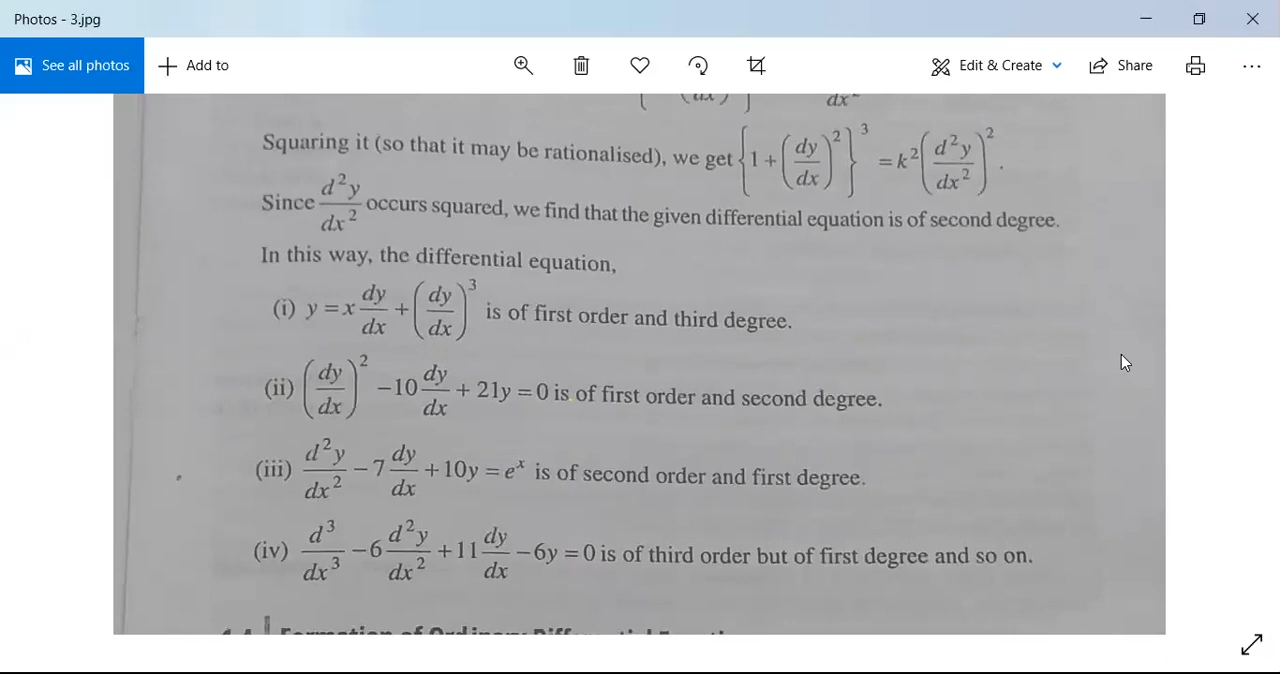 Photos - 3.jpg
See all photos
Add to
Edit & Create
Share
dx²
Squaring it (so that it may be rationalised), we get {1 + (dy/dx)²}³ = k² (d²y/dx²)².
Since d²y/dx² occurs squared, we find that the given differential equation is of second degree.
In this way, the differential equation,
(i) y = x dy/dx + (dy/dx)³ is of first order and third degree.
(ii) (dy/dx)² − 10 dy/dx + 21y = 0 is of first order and second degree.
(iii) d²y/dx² − 7 dy/dx + 10y = eˣ is of second order and first degree.
(iv) d³/dx³ − 6 d²y/dx² + 11 dy/dx − 6y = 0 is of third order but of first degree and so on.
Formation of Ordinary